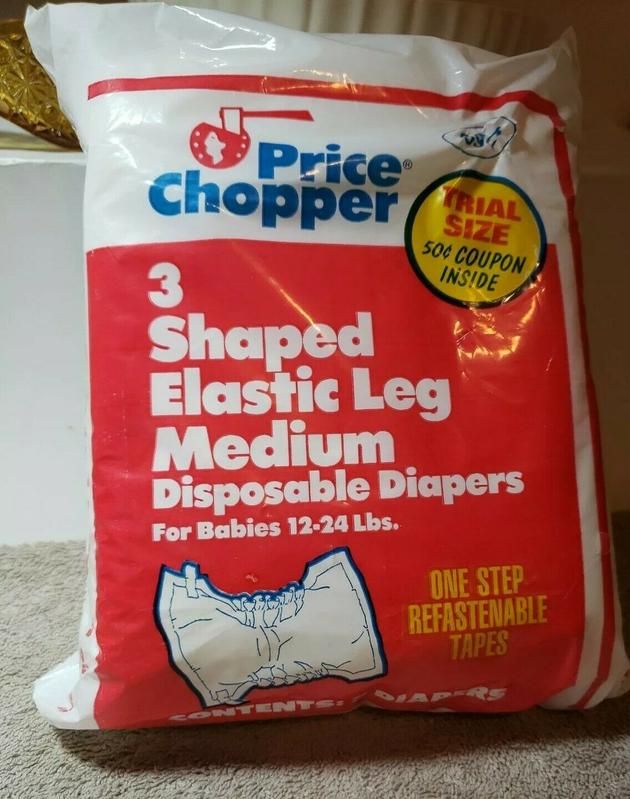 Price®
Chopper
TRIAL
SIZE
50¢ COUPON
INSIDE
3
Shaped
Elastic Leg
Medium
Disposable Diapers
For Babies 12-24 Lbs.
ONE STEP
REFASTENABLE
TAPES
CONTENTS: DIAPERS